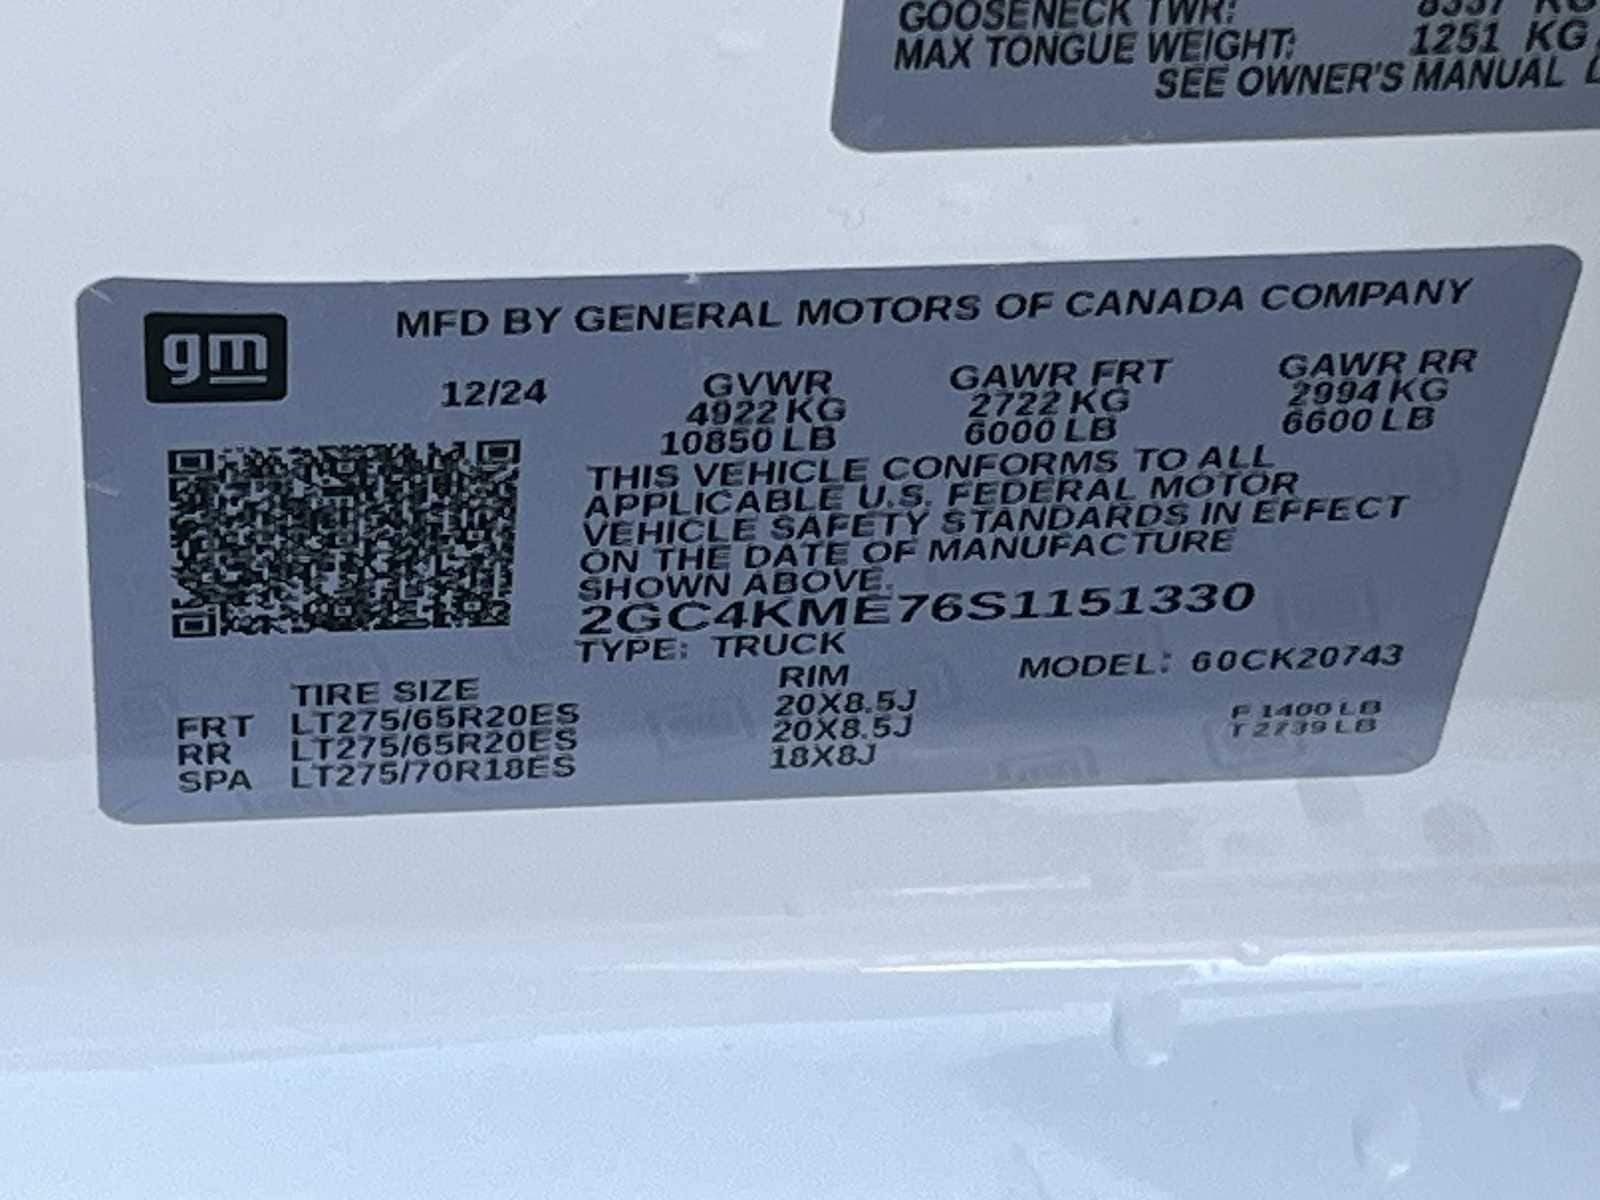 GOOSENECK TWR: 8357 KG
MAX TONGUE WEIGHT: 1251 KG
SEE OWNER'S MANUAL
gm
MFD BY GENERAL MOTORS OF CANADA COMPANY
12/24 GVWR GAWR FRT GAWR RR
4922 KG 2722 KG 2994 KG
10850 LB 6000 LB 6600 LB
THIS VEHICLE CONFORMS TO ALL
APPLICABLE U.S. FEDERAL MOTOR
VEHICLE SAFETY STANDARDS IN EFFECT
ON THE DATE OF MANUFACTURE
SHOWN ABOVE.
2GC4KME76S1151330
TYPE: TRUCK MODEL: 60CK20743
TIRE SIZE RIM
FRT LT275/65R20ES 20X8.5J F 1400 LB
RR LT275/65R20ES 20X8.5J T 2739 LB
SPA LT275/70R18ES 18X8J